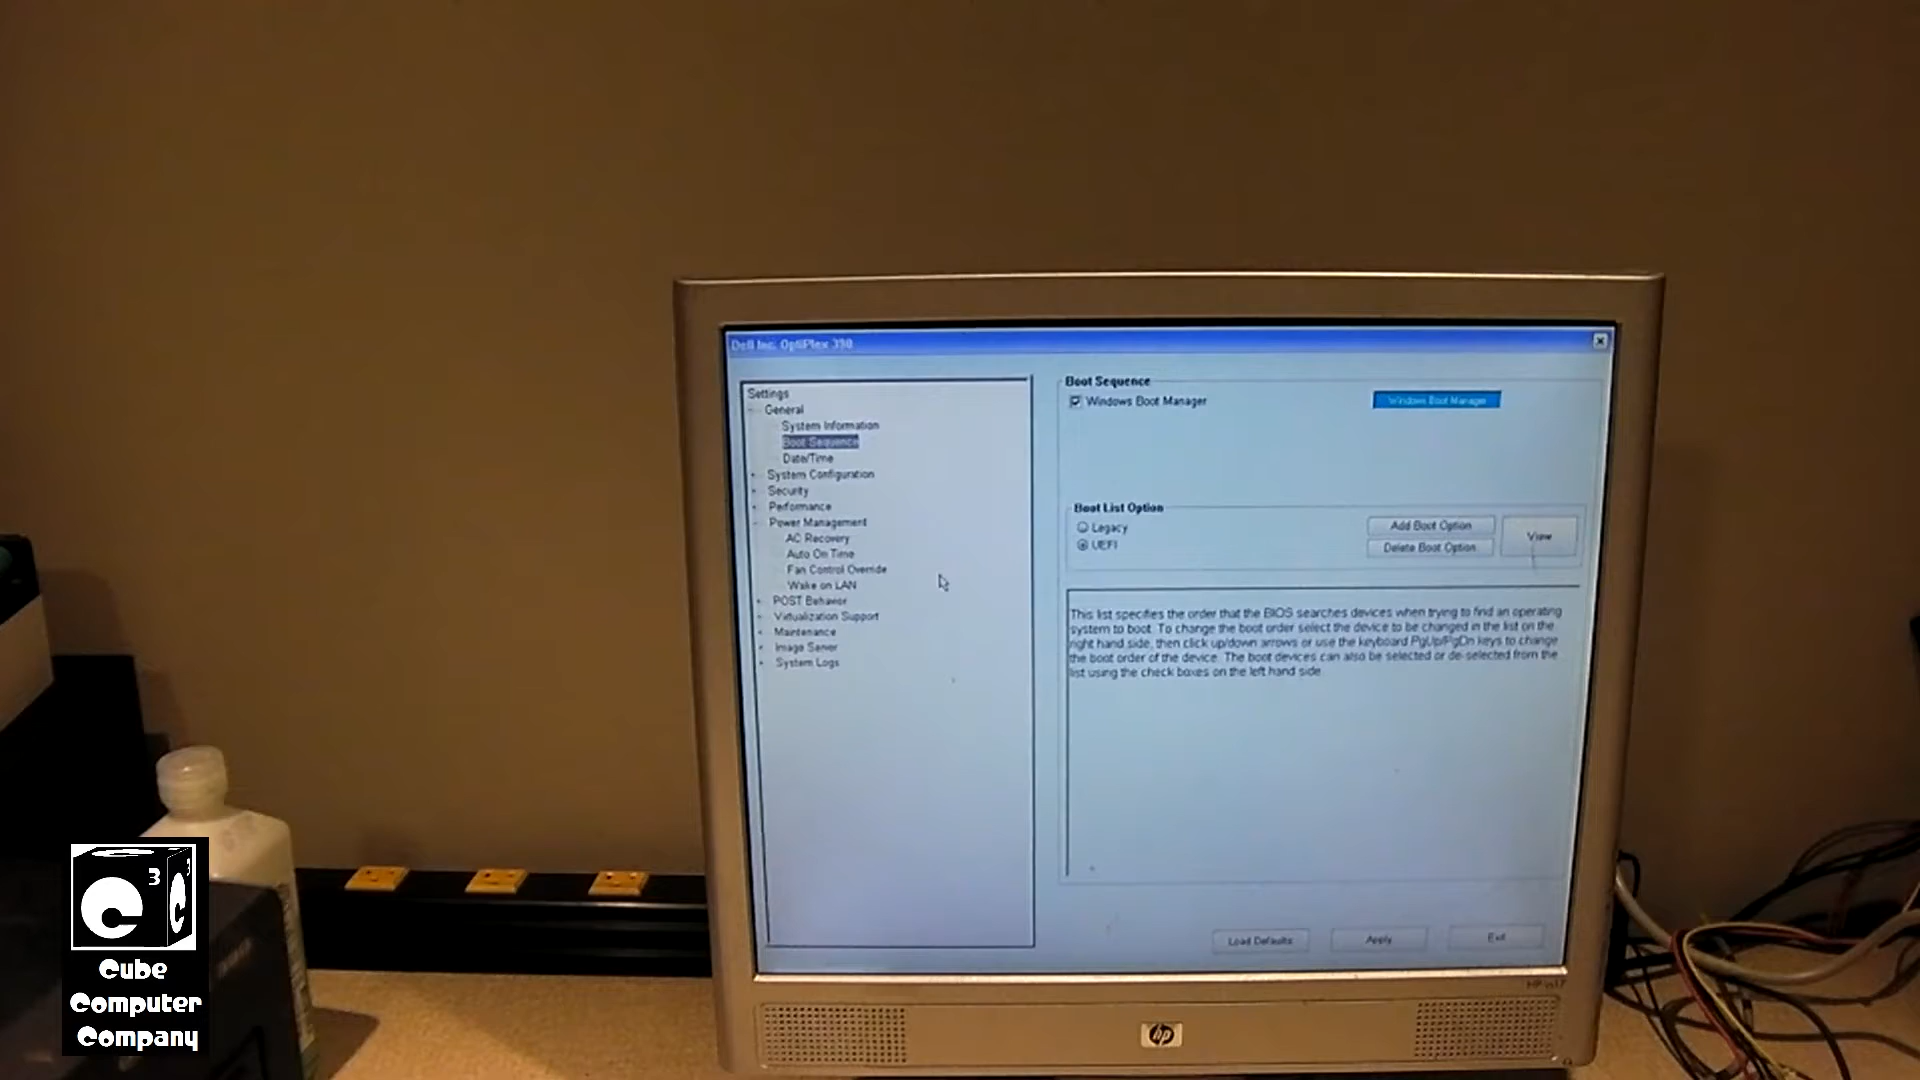 Dell Inc. OptiPlex 390
Settings
General
System Information
Boot Sequence
Date/Time
System Configuration
Security
Performance
Power Management
AC Recovery
Auto On Time
Fan Control Override
Wake on LAN
POST Behavior
Virtualization Support
Maintenance
Image Server
System Logs
Boot Sequence
Windows Boot Manager
Windows Boot Manager
Boot List Option
Legacy
UEFI
Add Boot Option
Delete Boot Option
View
This list specifies the order that the BIOS searches devices when trying to find an operating
system to boot. To change the boot order select the device to be changed in the list on the
right hand side, then click up/down arrows or use the keyboard PgUp/PgDn keys to change
the boot order of the device. The boot devices can also be selected or de-selected from the
list using the check boxes on the left hand side
Load Defaults
Apply
Exit
hp
C3
C3
Cube
Computer
Company